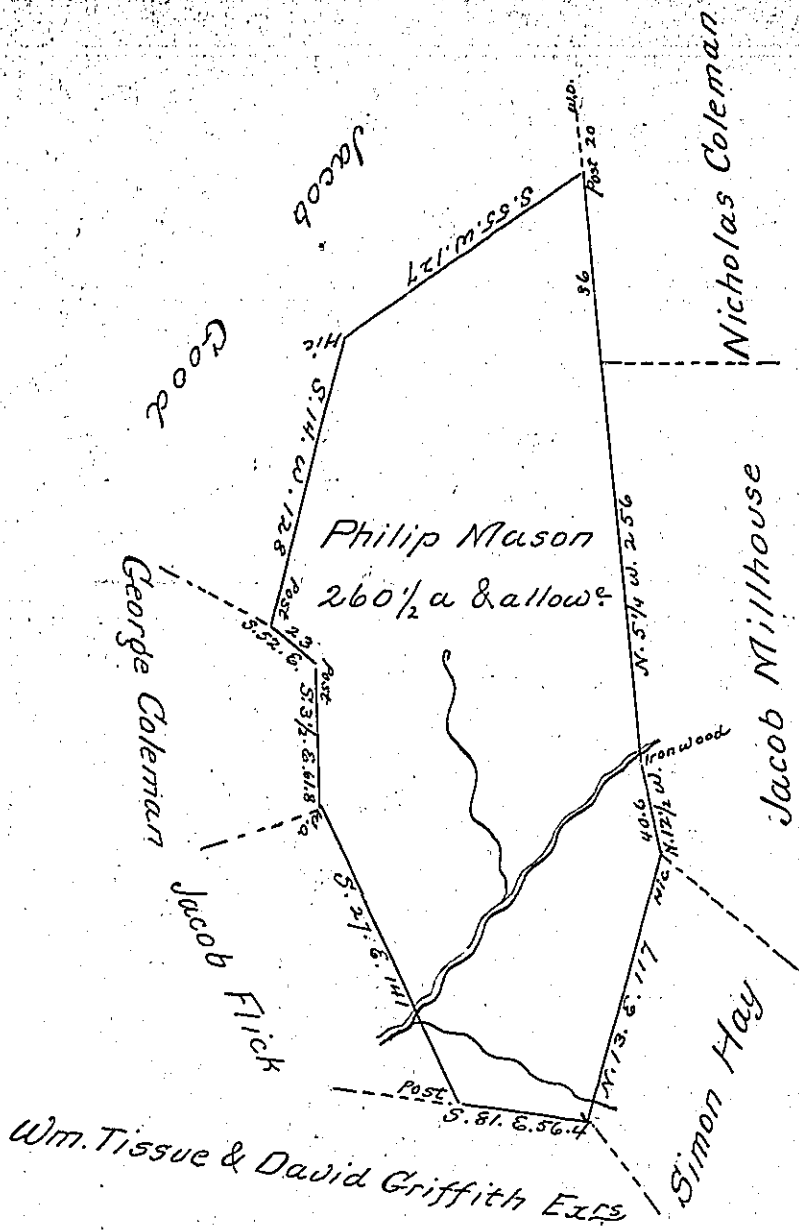 Nicholas Coleman
W.O.
Post 20
Jacob
Good
S.55.W.127
86
Hic
S.14.W.128
Philip Mason
260½ a & allowᵉ
N.5¼ W.256
Jacob Millhouse
Post
S.52.E.
Post
S.3½.E.61.8
George Coleman
W.O.
Ironwood
N.12½ W.
40.6
Hic
S.27.E.141
Jacob Flick
N.13.E.117
Simon Hay
Post
S.81.E.56.4
Wm. Tissue & David Griffith Exrs